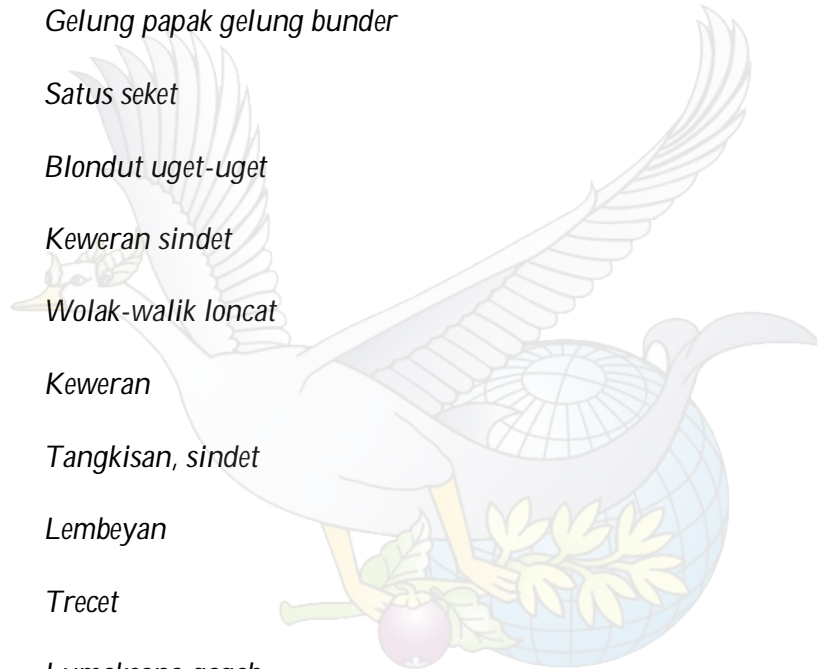 Gelung papak gelung bunder
Satus seket
Blondut uget-uget
Keweran sindet
Wolak-walik loncat
Keweran
Tangkisan, sindet
Lembeyan
Trecet